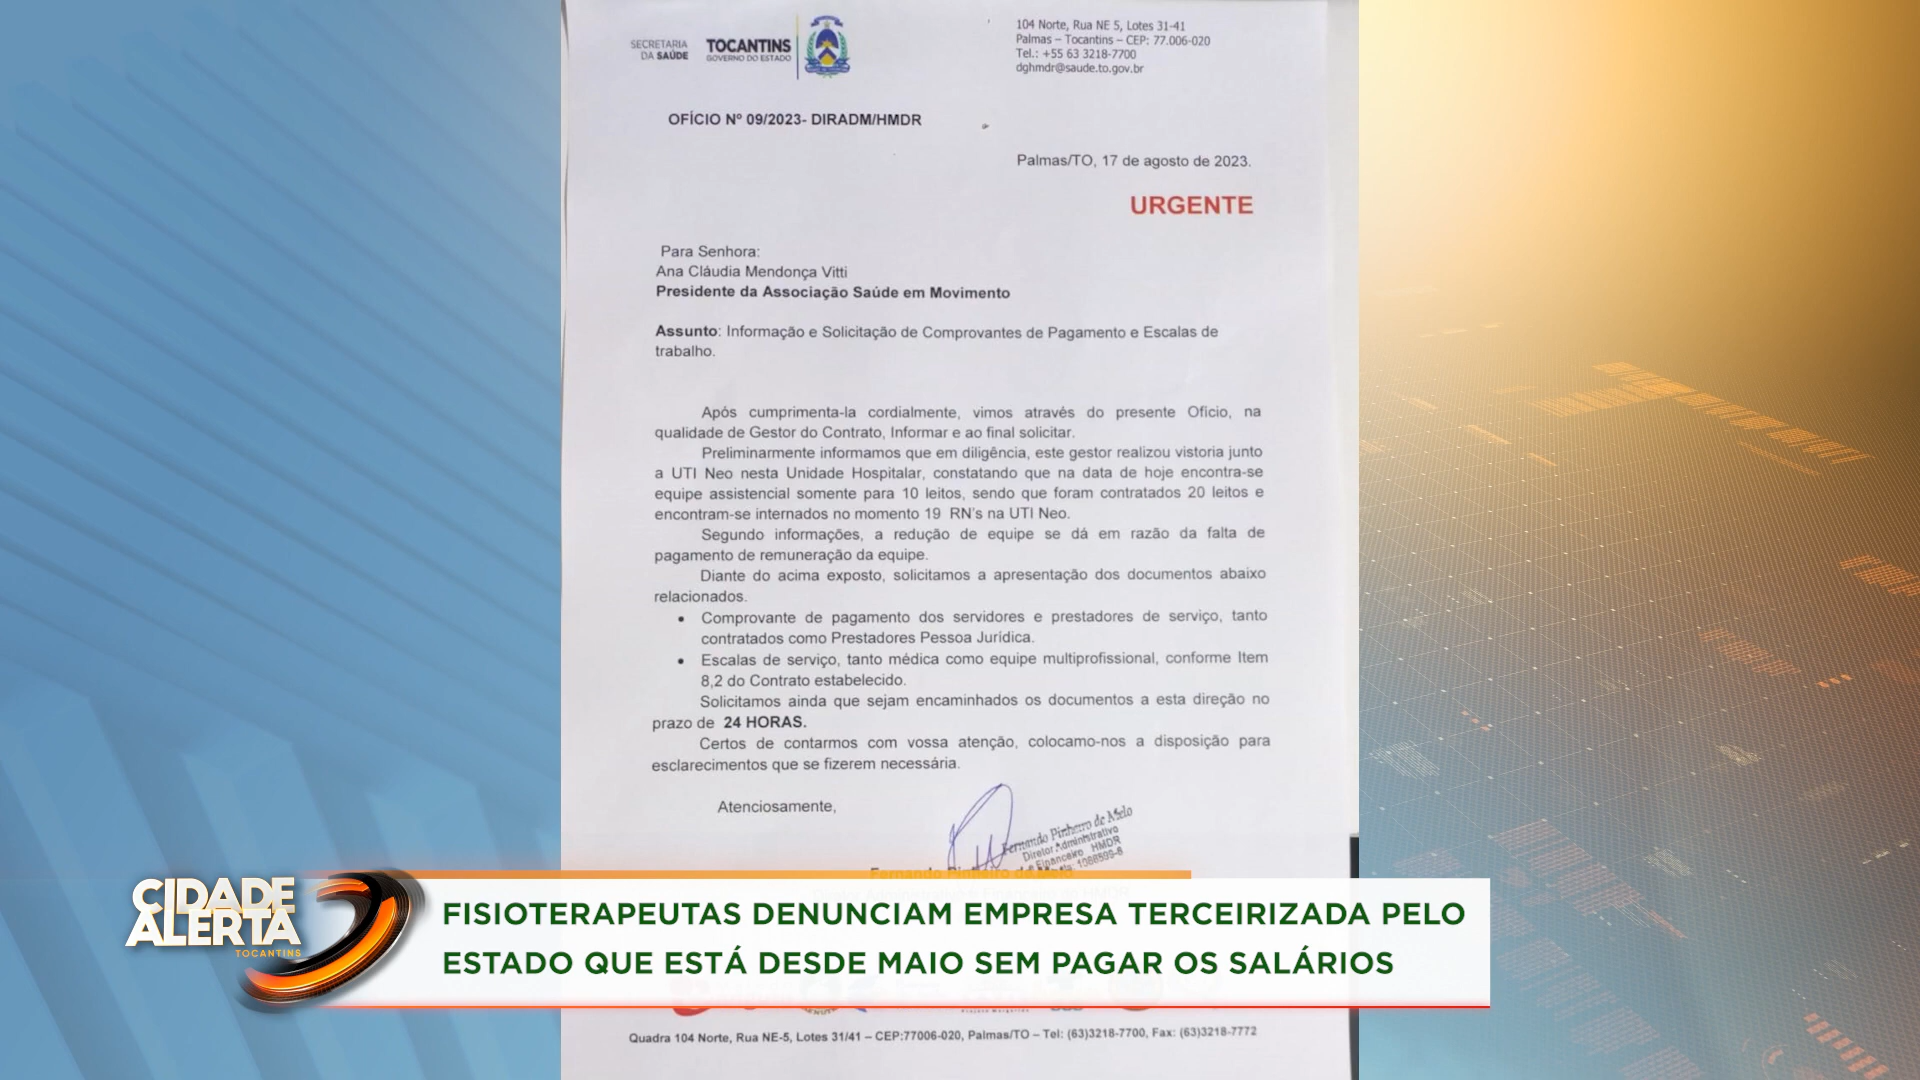 SECRETARIA
DA SAÚDE
TOCANTINS
GOVERNO DO ESTADO
104 Norte, Rua NE 5, Lotes 31-41
Palmas – Tocantins – CEP: 77.006-020
Tel.: +55 63 3218-7700
dghmdr@saude.to.gov.br
OFÍCIO Nº 09/2023- DIRADM/HMDR
Palmas/TO, 17 de agosto de 2023.
URGENTE
Para Senhora:
Ana Cláudia Mendonça Vitti
Presidente da Associação Saúde em Movimento
Assunto: Informação e Solicitação de Comprovantes de Pagamento e Escalas de
trabalho.
Após cumprimenta-la cordialmente, vimos através do presente Oficio, na
qualidade de Gestor do Contrato, Informar e ao final solicitar.
Preliminarmente informamos que em diligência, este gestor realizou vistoria junto
a UTI Neo nesta Unidade Hospitalar, constatando que na data de hoje encontra-se
equipe assistencial somente para 10 leitos, sendo que foram contratados 20 leitos e
encontram-se internados no momento 19 RN's na UTI Neo.
Segundo informações, a redução de equipe se dá em razão da falta de
pagamento de remuneração da equipe.
Diante do acima exposto, solicitamos a apresentação dos documentos abaixo
relacionados.
• Comprovante de pagamento dos servidores e prestadores de serviço, tanto
contratados como Prestadores Pessoa Jurídica.
• Escalas de serviço, tanto médica como equipe multiprofissional, conforme Item
8,2 do Contrato estabelecido.
Solicitamos ainda que sejam encaminhados os documentos a esta direção no
prazo de 24 HORAS.
Certos de contarmos com vossa atenção, colocamo-nos a disposição para
esclarecimentos que se fizerem necessária.
Atenciosamente,
Fernando Pinheiro de Melo
Diretor Administrativo
e Financeiro HMDR
Fernando Pinheiro de Melo
CIDADE
ALERTA
TOCANTINS
FISIOTERAPEUTAS DENUNCIAM EMPRESA TERCEIRIZADA PELO
ESTADO QUE ESTÁ DESDE MAIO SEM PAGAR OS SALÁRIOS
Quadra 104 Norte, Rua NE-5, Lotes 31/41 – CEP:77006-020, Palmas/TO – Tel: (63)3218-7700, Fax: (63)3218-7772